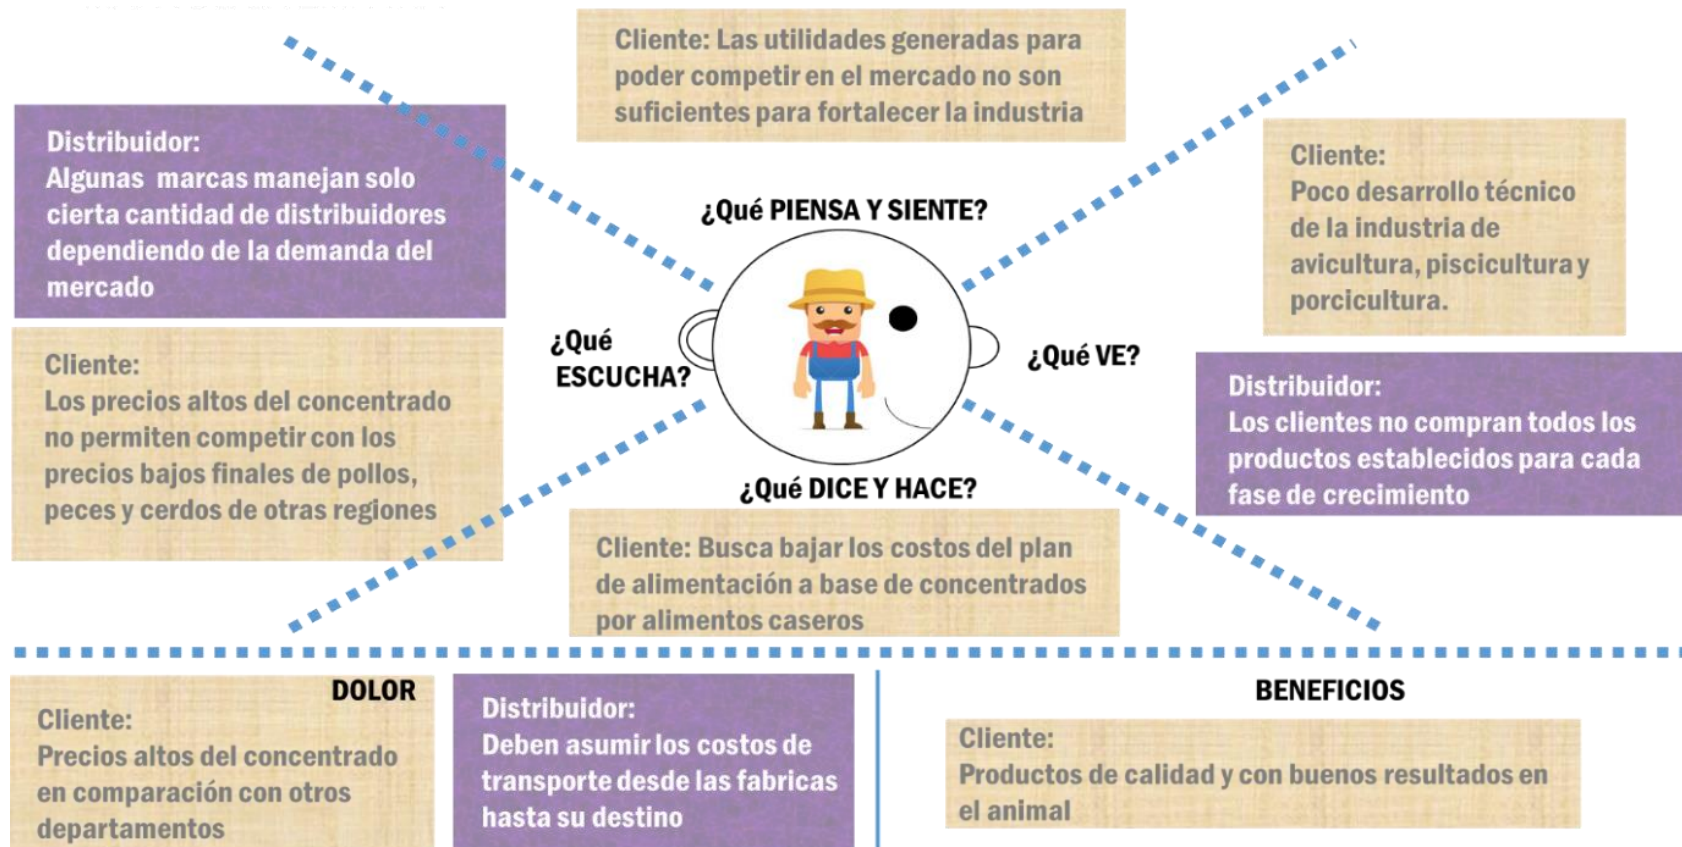 Cliente: Las utilidades generadas para
poder competir en el mercado no son
suficientes para fortalecer la industria
Distribuidor:
Algunas marcas manejan solo
cierta cantidad de distribuidores
dependiendo de la demanda del
mercado
Cliente:
Poco desarrollo técnico
de la industria de
avicultura, piscicultura y
porcicultura.
¿Qué PIENSA Y SIENTE?
Cliente:
Los precios altos del concentrado
no permiten competir con los
precios bajos finales de pollos,
peces y cerdos de otras regiones
¿Qué
ESCUCHA?
¿Qué VE?
Distribuidor:
Los clientes no compran todos los
productos establecidos para cada
fase de crecimiento
¿Qué DICE Y HACE?
Cliente: Busca bajar los costos del plan
de alimentación a base de concentrados
por alimentos caseros
DOLOR
Cliente:
Precios altos del concentrado
en comparación con otros
departamentos
Distribuidor:
Deben asumir los costos de
transporte desde las fabricas
hasta su destino
BENEFICIOS
Cliente:
Productos de calidad y con buenos resultados en
el animal